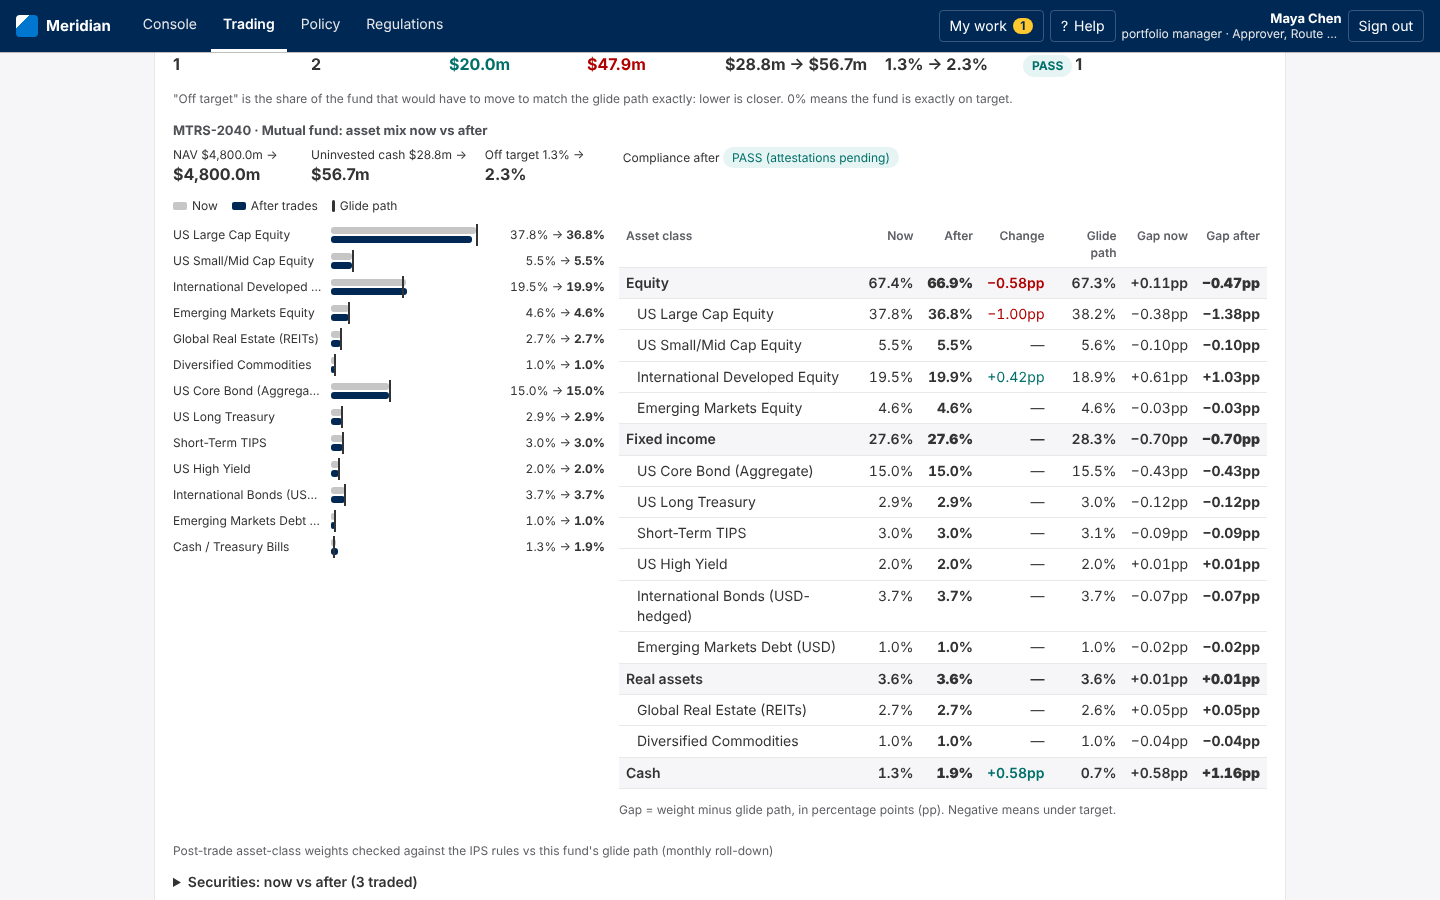 Meridian
Console
Trading
Policy
Regulations
My work 1
? Help
Maya Chen
portfolio manager · Approver, Route ...
Sign out
1 2 $20.0m $47.9m $28.8m → $56.7m 1.3% → 2.3% PASS 1
"Off target" is the share of the fund that would have to move to match the glide path exactly: lower is closer. 0% means the fund is exactly on target.
MTRS-2040 · Mutual fund: asset mix now vs after
NAV $4,800.0m →
$4,800.0m
Uninvested cash $28.8m →
$56.7m
Off target 1.3% →
2.3%
Compliance after PASS (attestations pending)
Now After trades Glide path
US Large Cap Equity 37.8% → 36.8%
US Small/Mid Cap Equity 5.5% → 5.5%
International Developed ... 19.5% → 19.9%
Emerging Markets Equity 4.6% → 4.6%
Global Real Estate (REITs) 2.7% → 2.7%
Diversified Commodities 1.0% → 1.0%
US Core Bond (Aggrega... 15.0% → 15.0%
US Long Treasury 2.9% → 2.9%
Short-Term TIPS 3.0% → 3.0%
US High Yield 2.0% → 2.0%
International Bonds (US... 3.7% → 3.7%
Emerging Markets Debt ... 1.0% → 1.0%
Cash / Treasury Bills 1.3% → 1.9%
Asset class Now After Change Glide path Gap now Gap after
Equity 67.4% 66.9% −0.58pp 67.3% +0.11pp −0.47pp
US Large Cap Equity 37.8% 36.8% −1.00pp 38.2% −0.38pp −1.38pp
US Small/Mid Cap Equity 5.5% 5.5% — 5.6% −0.10pp −0.10pp
International Developed Equity 19.5% 19.9% +0.42pp 18.9% +0.61pp +1.03pp
Emerging Markets Equity 4.6% 4.6% — 4.6% −0.03pp −0.03pp
Fixed income 27.6% 27.6% — 28.3% −0.70pp −0.70pp
US Core Bond (Aggregate) 15.0% 15.0% — 15.5% −0.43pp −0.43pp
US Long Treasury 2.9% 2.9% — 3.0% −0.12pp −0.12pp
Short-Term TIPS 3.0% 3.0% — 3.1% −0.09pp −0.09pp
US High Yield 2.0% 2.0% — 2.0% +0.01pp +0.01pp
International Bonds (USD-hedged) 3.7% 3.7% — 3.7% −0.07pp −0.07pp
Emerging Markets Debt (USD) 1.0% 1.0% — 1.0% −0.02pp −0.02pp
Real assets 3.6% 3.6% — 3.6% +0.01pp +0.01pp
Global Real Estate (REITs) 2.7% 2.7% — 2.6% +0.05pp +0.05pp
Diversified Commodities 1.0% 1.0% — 1.0% −0.04pp −0.04pp
Cash 1.3% 1.9% +0.58pp 0.7% +0.58pp +1.16pp
Gap = weight minus glide path, in percentage points (pp). Negative means under target.
Post-trade asset-class weights checked against the IPS rules vs this fund's glide path (monthly roll-down)
Securities: now vs after (3 traded)